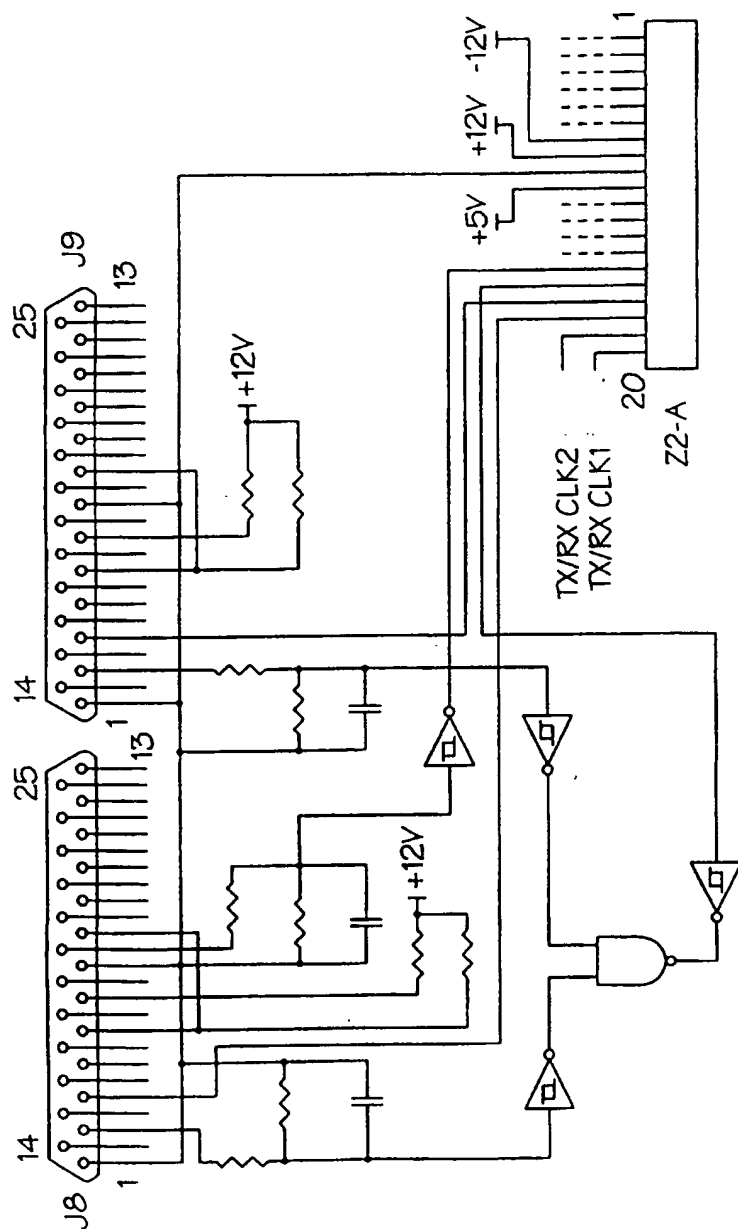 J8
14
25
1
13
J9
14
25
1
13
+12V
+12V
+5V
+12V
-12V
TX/RX CLK2
TX/RX CLK1
20
1
Z2-A